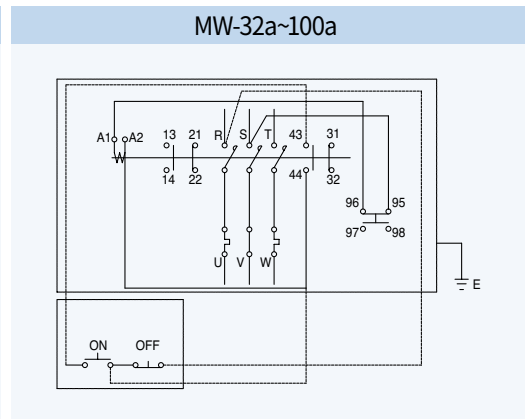 MW-32a~100a
A1 A2 13 21 R S T 43 31
14 22 44 32
96 95
97 98
U V W
E
ON OFF